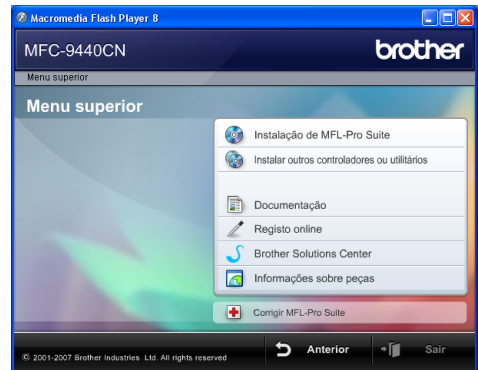 Macromedia Flash Player 8
MFC-9440CN
brother
Menu superior
Menu superior
Instalação de MFL-Pro Suite
Instalar outros controladores ou utilitários
Documentação
Registo online
Brother Solutions Center
Informações sobre peças
Corrigir MFL-Pro Suite
© 2001-2007 Brother Industries Ltd. All rights reserved
Anterior
Sair